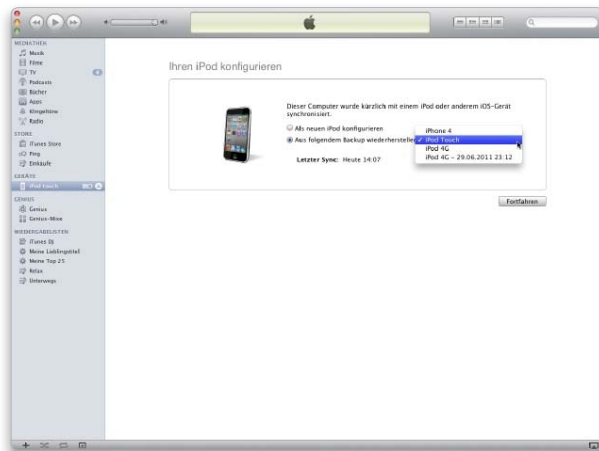 MEDIATHEK
Musik
Filme
TV
Podcasts
Bücher
Apps
Klingeltöne
Radio
STORE
iTunes Store
Ping
Einkäufe
GERÄTE
iPod touch
GENIUS
Genius
Genius-Mixe
WIEDERGABELISTEN
iTunes DJ
Meine Lieblingstitel
Meine Top 25
Relax
Unterwegs
Ihren iPod konfigurieren
Dieser Computer wurde kürzlich mit einem iPod oder anderem iOS-Gerät
synchronisiert.
Als neuen iPod konfigurieren
Aus folgendem Backup wiederherstellen
iPhone 4
✓ iPod Touch
iPod 4G
iPod 4G – 29.06.2011 23:12
Letzter Sync: Heute 14:07
Fortfahren